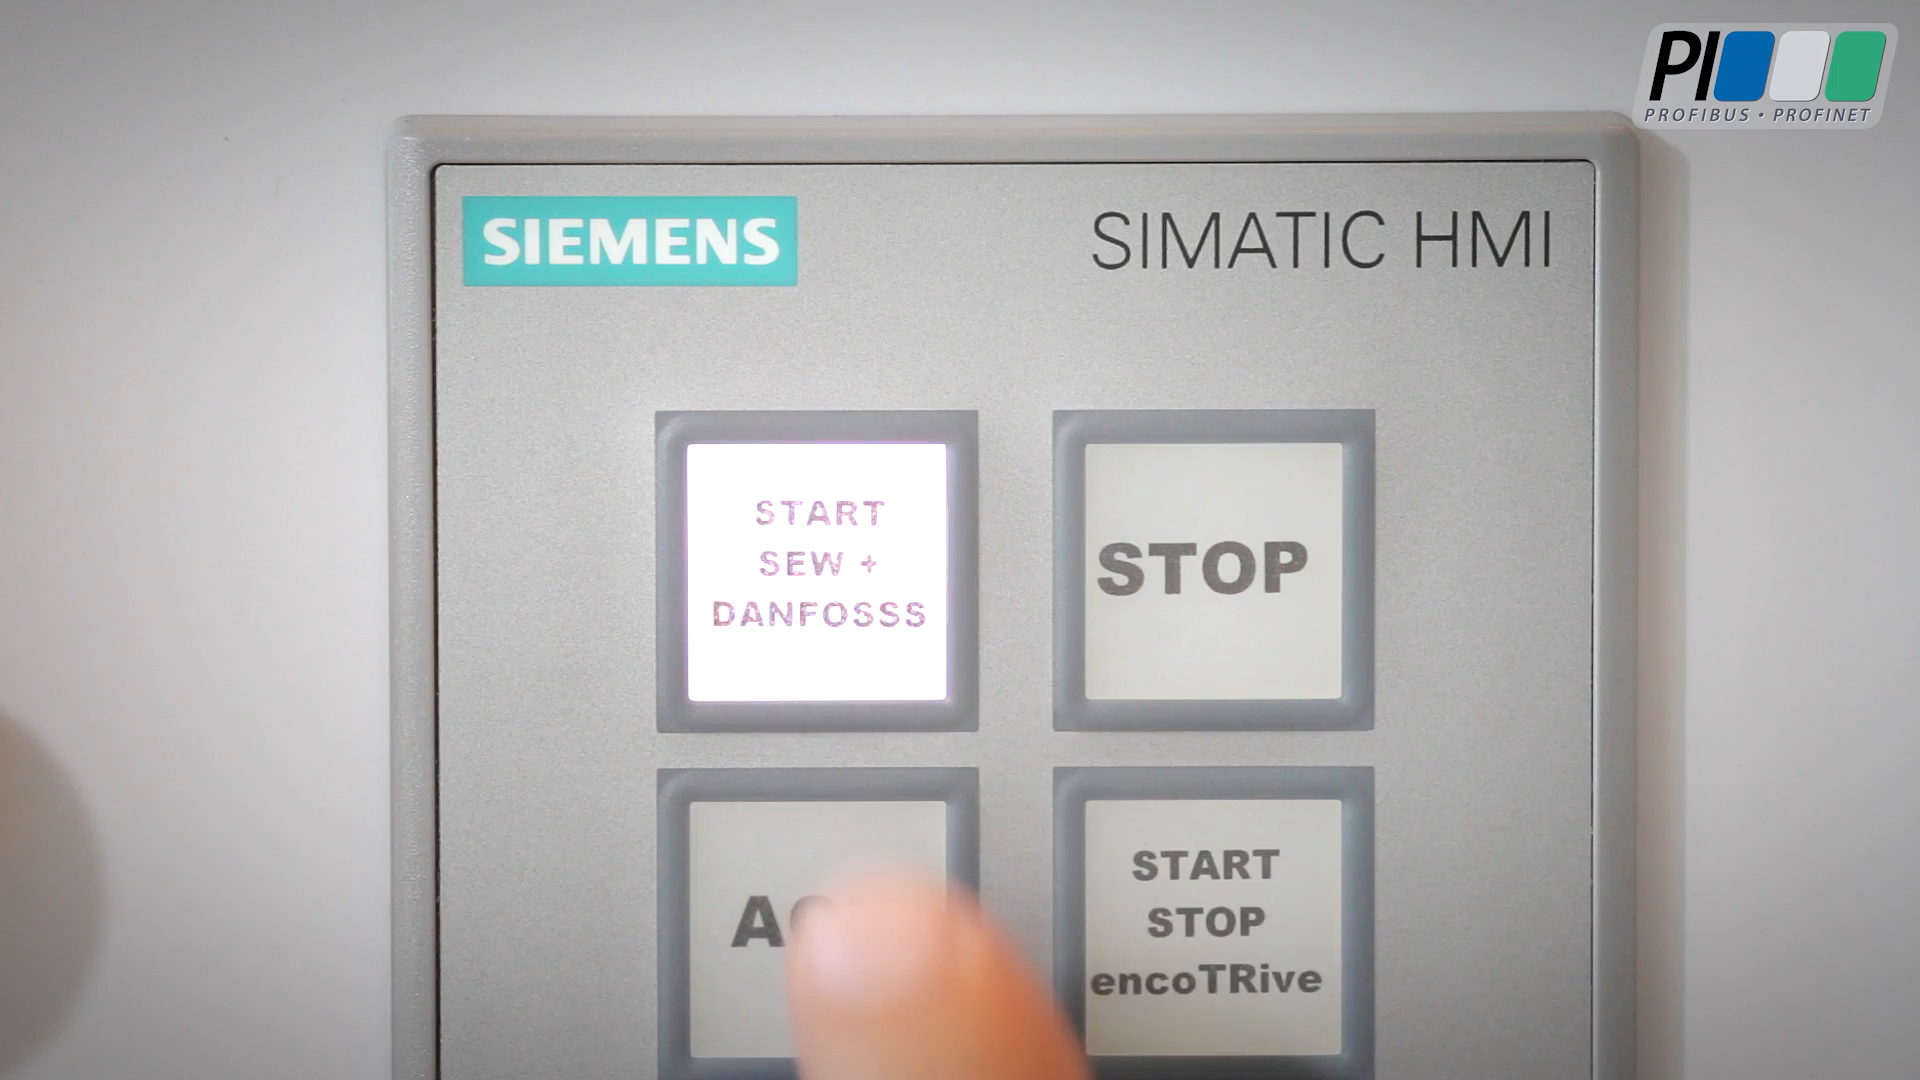 PI
PROFIBUS • PROFINET
SIEMENS
SIMATIC HMI
START
SEW +
DANFOSSS
STOP
START
STOP
encoTRive